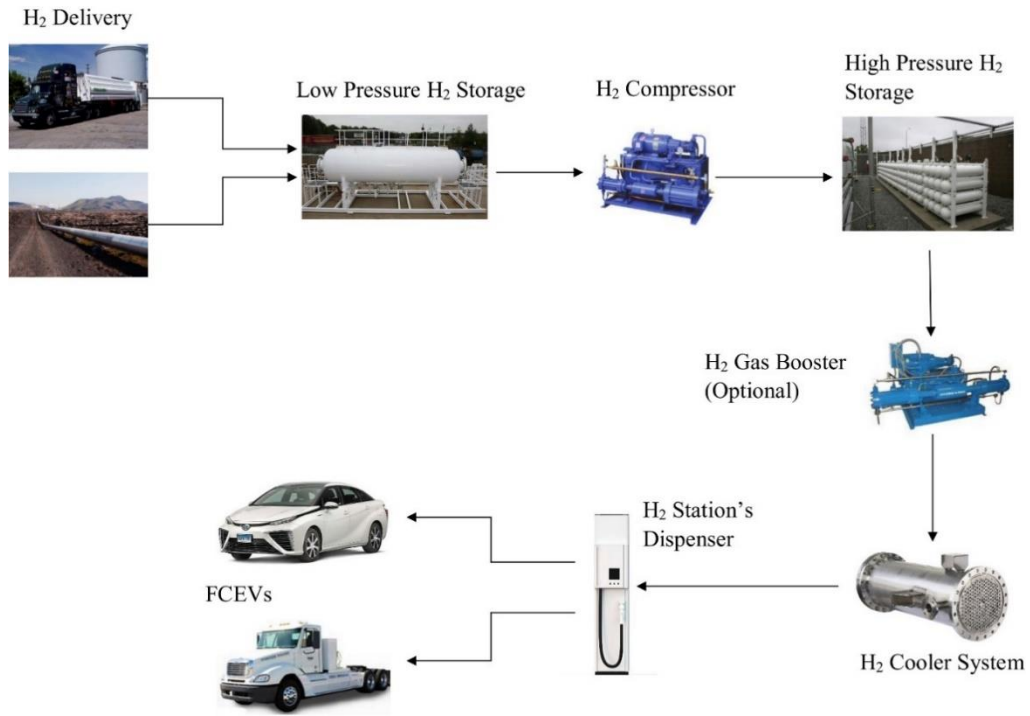 H₂ Delivery
Low Pressure H₂ Storage
H₂ Compressor
High Pressure H₂
Storage
H₂ Gas Booster
(Optional)
H₂ Station’s
Dispenser
FCEVs
H₂ Cooler System